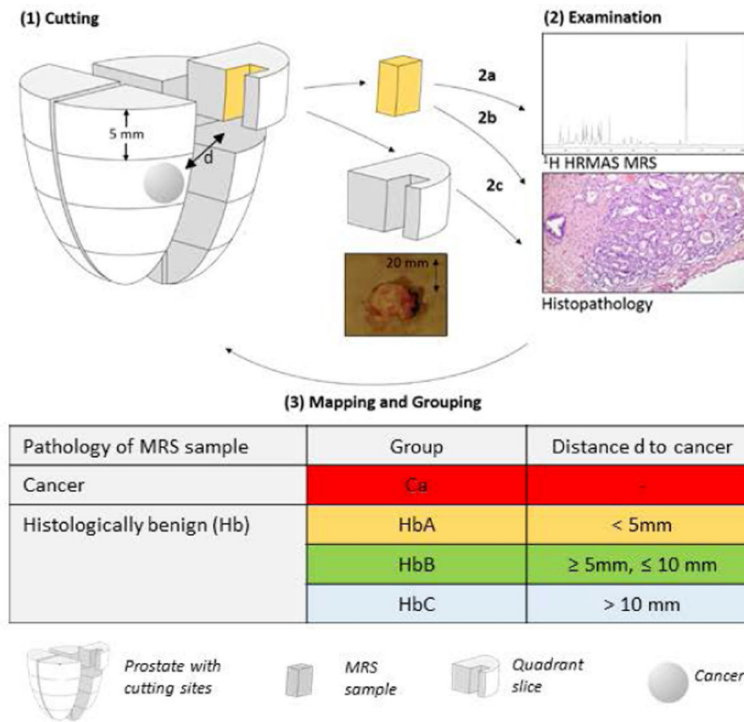 (1) Cutting
(2) Examination
5 mm
d
2a
2b
2c
¹H HRMAS MRS
20 mm
Histopathology
(3) Mapping and Grouping
Pathology of MRS sample Group Distance d to cancer
Cancer Ca -
Histologically benign (Hb) HbA < 5mm
HbB ≥ 5mm, ≤ 10 mm
HbC > 10 mm
Prostate with
cutting sites
MRS
sample
Quadrant
slice
Cancer